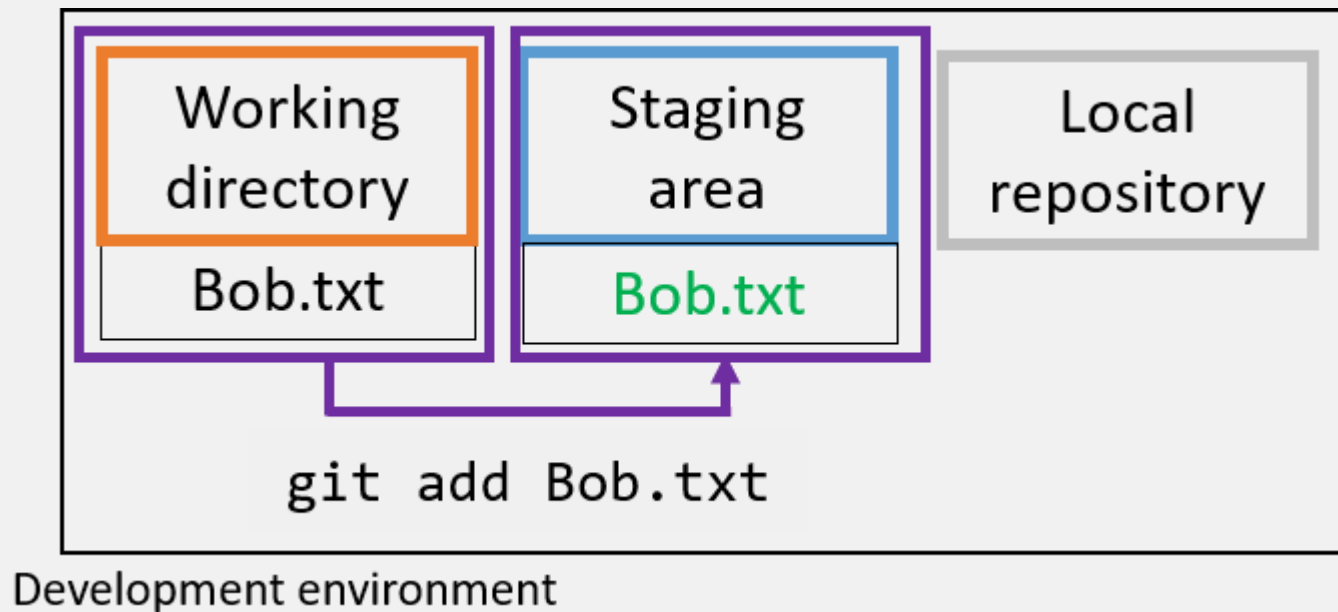 Working
directory
Bob.txt
Staging
area
Bob.txt
Local
repository
git add Bob.txt
Development environment